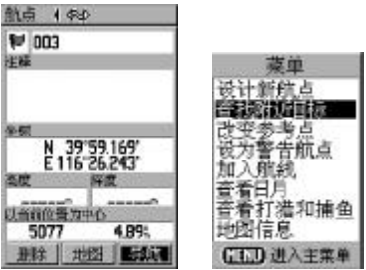 航点
003
注释
坐标
N 39°59.169'
E 116°26.243'
高度 深度
以当前位置为中心
5077 4.89
删除 地图 导航
菜单
设计新航点
查找附近目标
改变参考点
设为警告航点
加入航线
查看日月
查看打猎和捕鱼
地图信息
MENU 进入主菜单